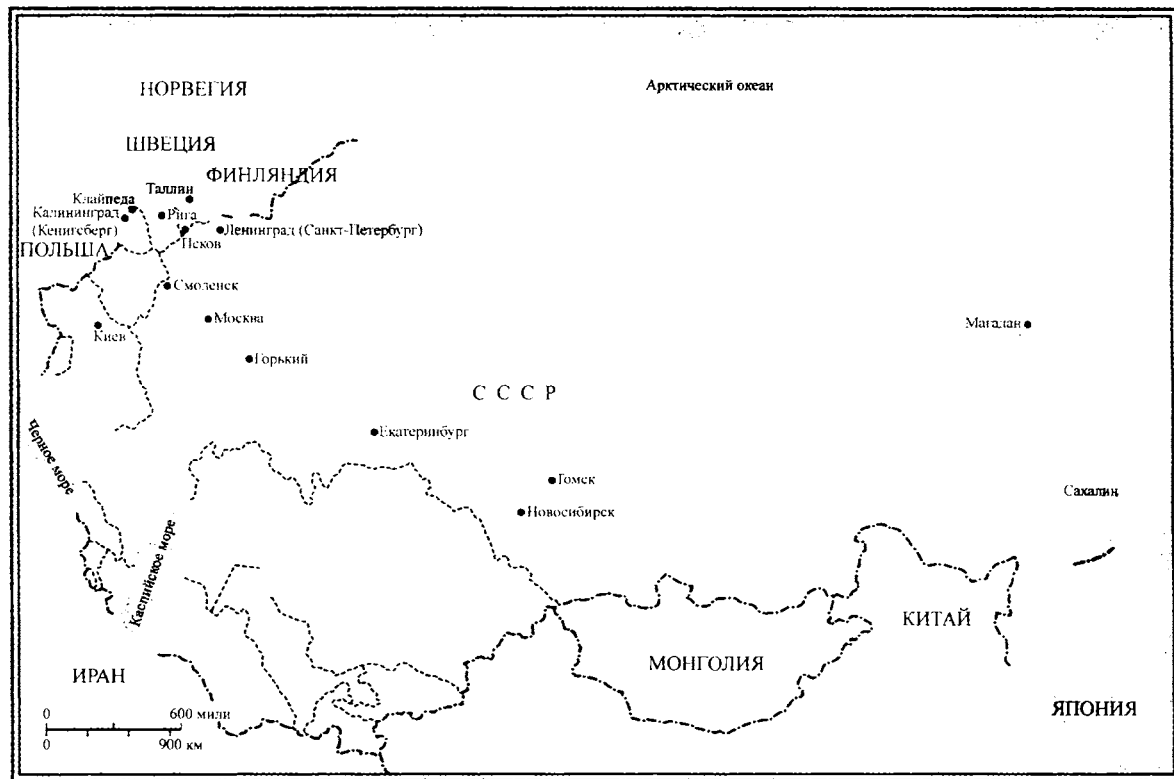 НОРВЕГИЯ
Арктический океан
ШВЕЦИЯ
ФИНЛЯНДИЯ
Таллин
Клайпеда
Калининград
(Кенигсберг)
Рига
Псков
Ленинград (Санкт-Петербург)
ПОЛЬША
Смоленск
Москва
Киев
Магадан
Горький
С С С Р
Екатеринбург
Черное море
Томск
Сахалин
Новосибирск
Каспийское море
КИТАЙ
МОНГОЛИЯ
ИРАН
ЯПОНИЯ
0 600 мили
0 900 км